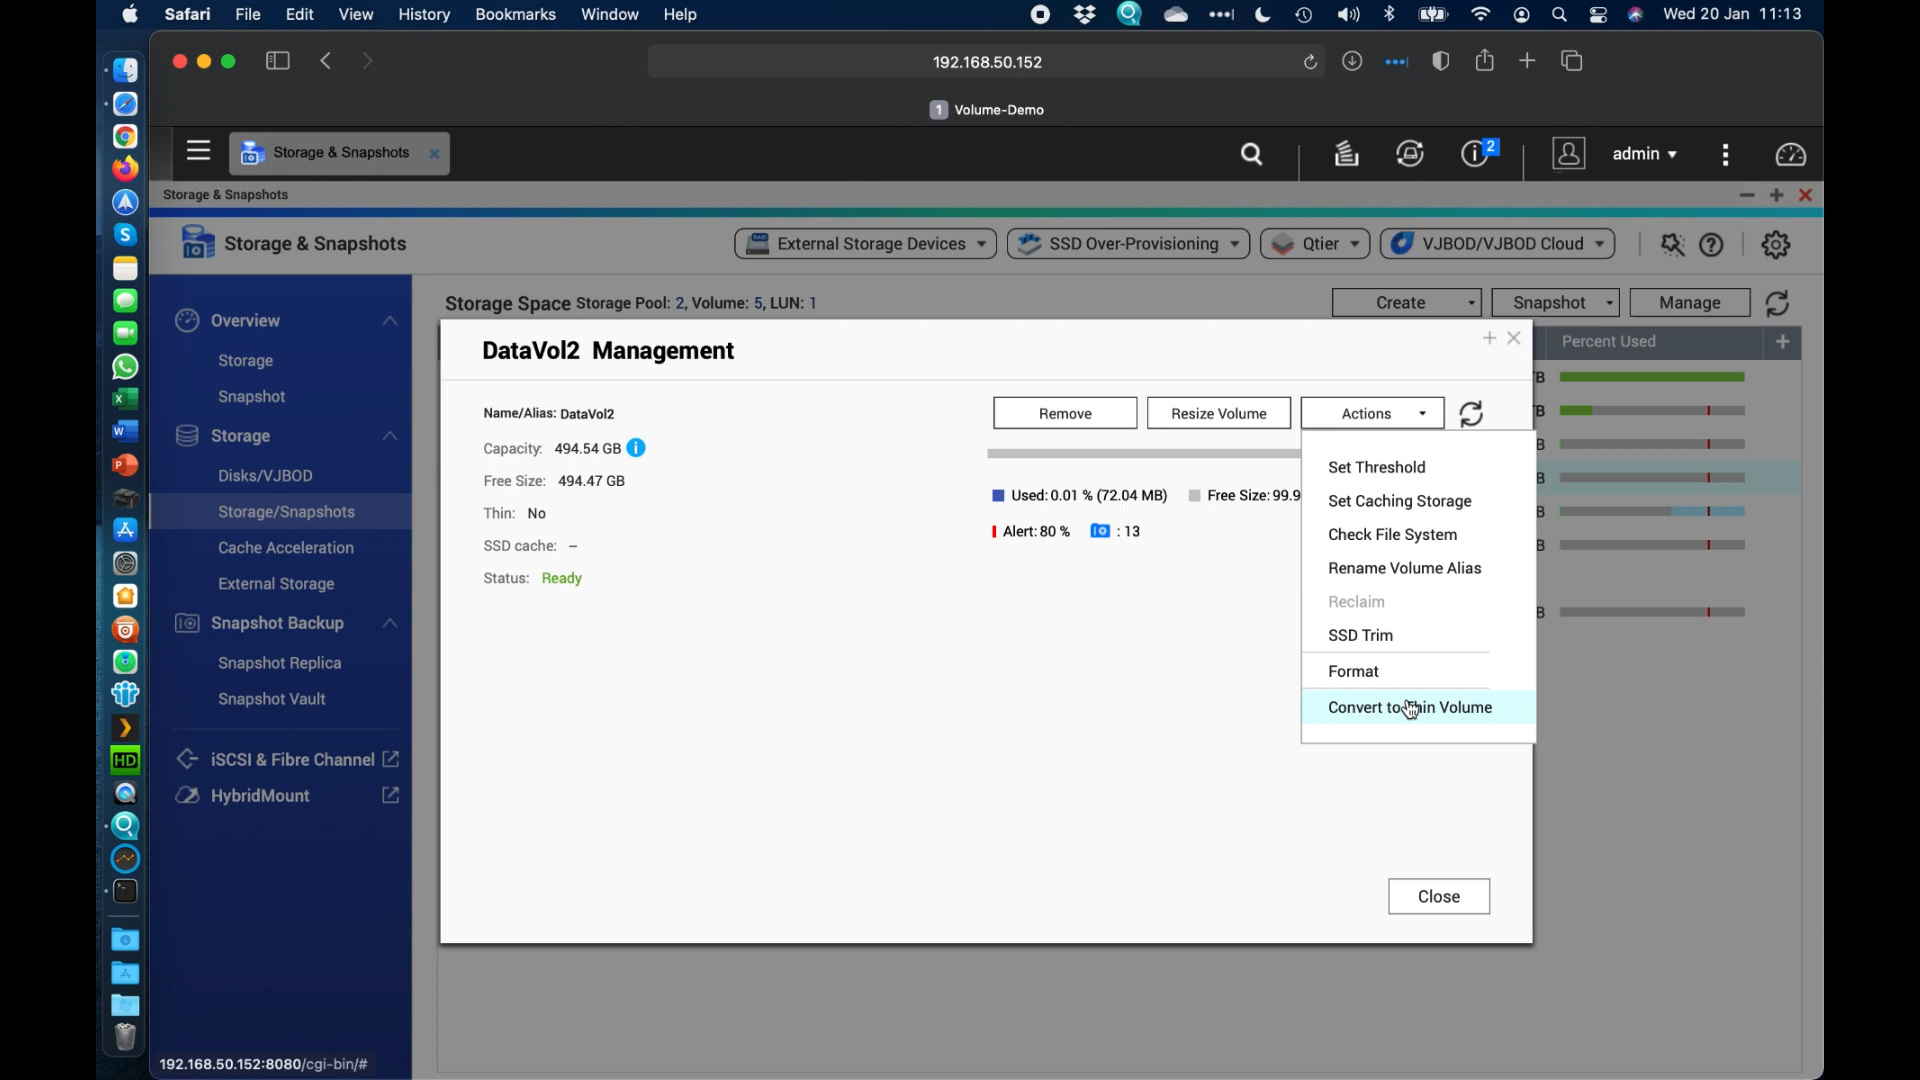 Safari File Edit View History Bookmarks Window Help Wed 20 Jan 11:13
192.168.50.152
1 Volume-Demo
Storage & Snapshots 2 admin
Storage & Snapshots
Storage & Snapshots External Storage Devices SSD Over-Provisioning Qtier VJBOD/VJBOD Cloud
Overview
Storage
Snapshot
Storage
Disks/VJBOD
Storage/Snapshots
Cache Acceleration
External Storage
Snapshot Backup
Snapshot Replica
Snapshot Vault
iSCSI & Fibre Channel
HybridMount
Storage Space Storage Pool: 2, Volume: 5, LUN: 1 Create Snapshot Manage
Percent Used
DataVol2 Management
Name/Alias: DataVol2 Remove Resize Volume Actions
Capacity: 494.54 GB
Free Size: 494.47 GB
Thin: No
SSD cache: --
Status: Ready
Used: 0.01 % (72.04 MB) Free Size: 99.9
Alert: 80 % : 13
Set Threshold
Set Caching Storage
Check File System
Rename Volume Alias
Reclaim
SSD Trim
Format
Convert to Thin Volume
Close
192.168.50.152:8080/cgi-bin/#
HD